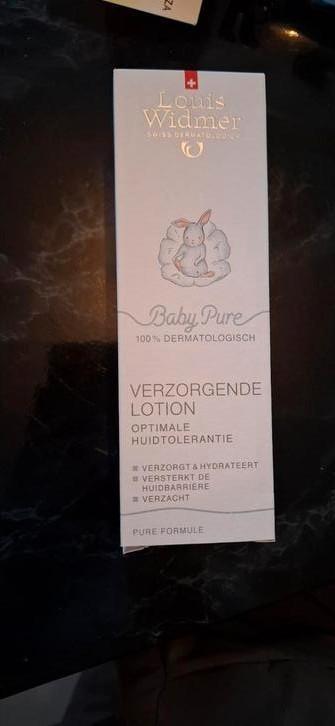 ZA
Louis
Widmer
SWISS DERMATOLOGICA
Baby Pure
100% DERMATOLOGISCH
VERZORGENDE
LOTION
OPTIMALE
HUIDTOLERANTIE
VERZORGT & HYDRATEERT
VERSTERKT DE
HUIDBARRIÈRE
VERZACHT
PURE FORMULE